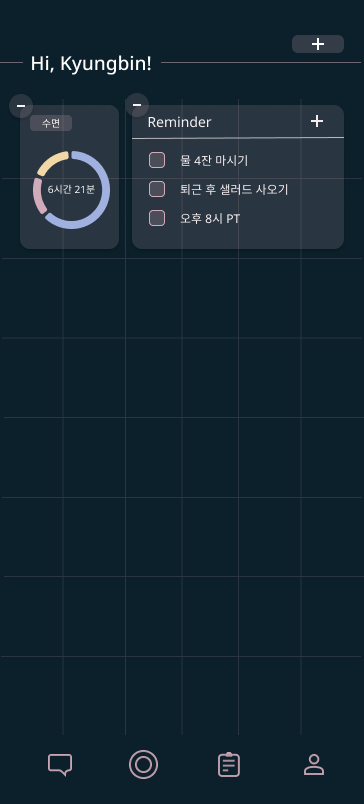 Hi, Kyungbin!
수면
6시간 21분
Reminder
물 4잔 마시기
퇴근 후 샐러드 사오기
오후 8시 PT